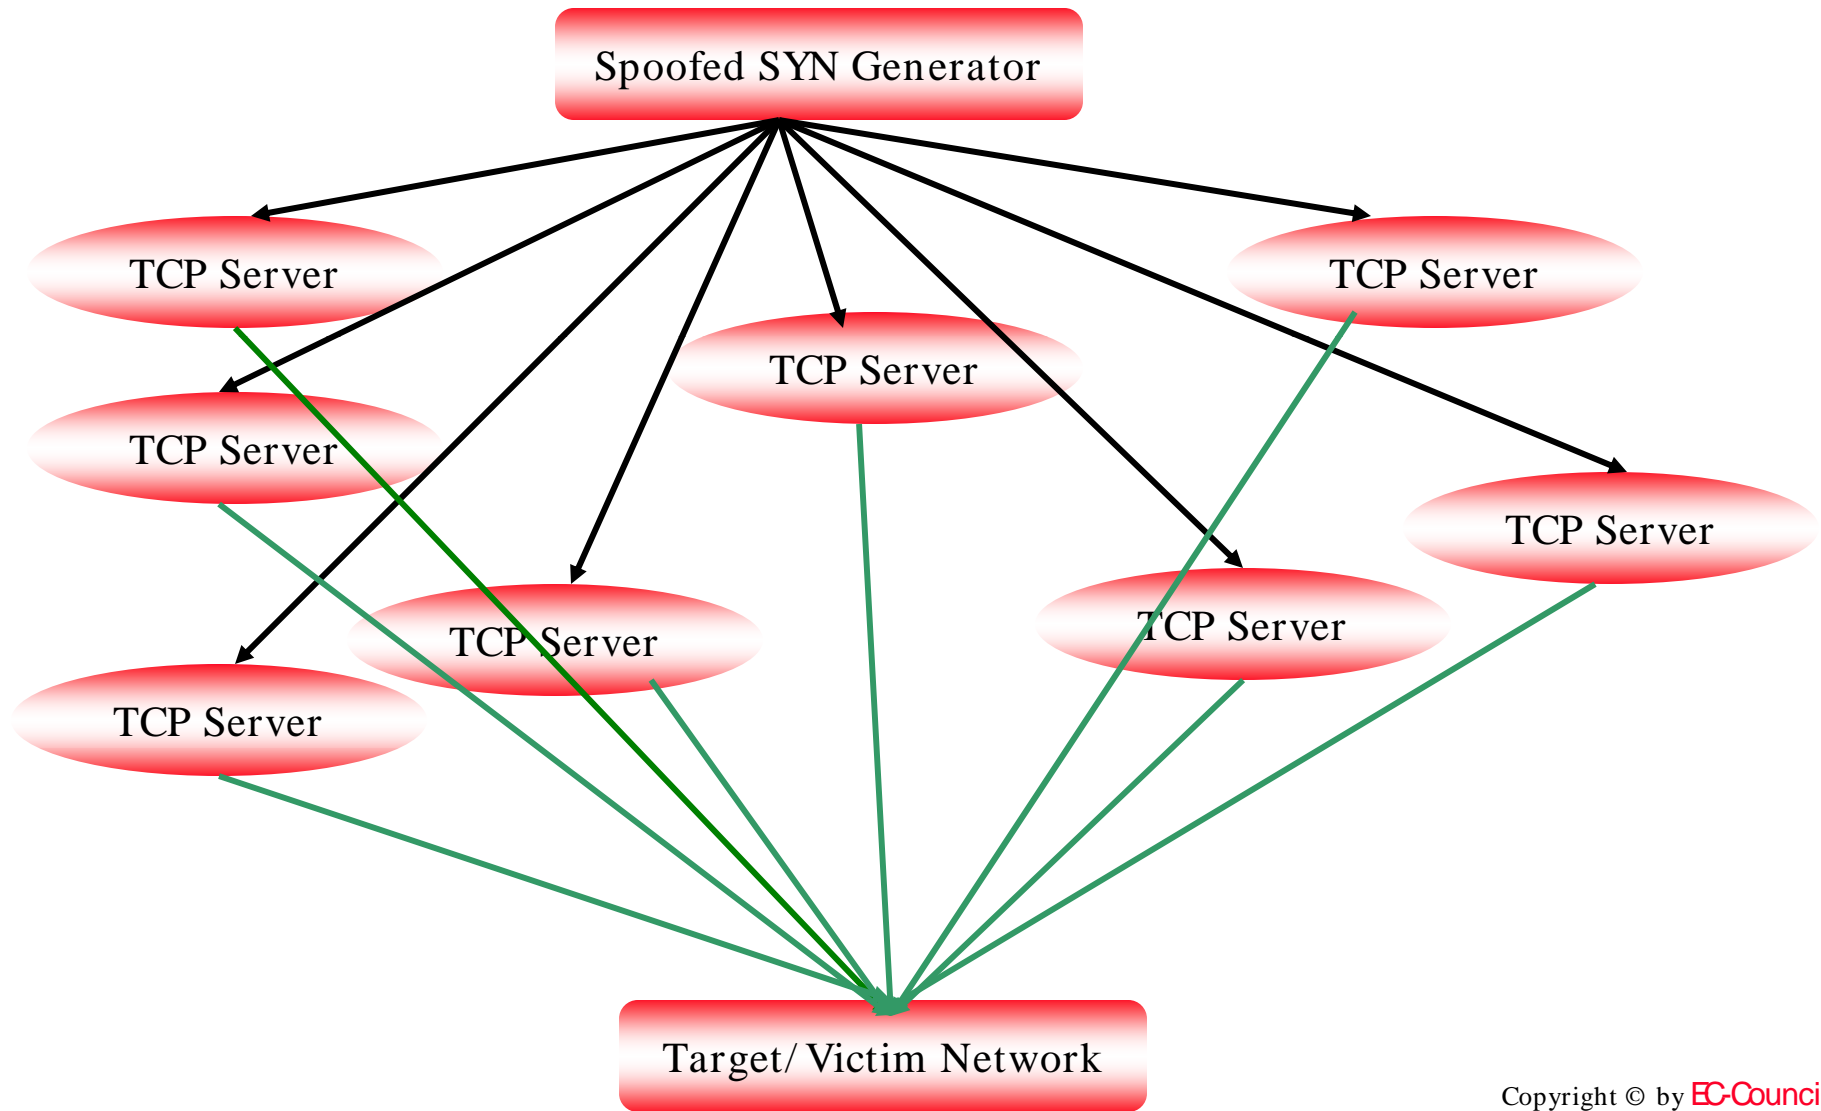 Spoofed SYN Generator
TCP Server
TCP Server
TCP Server
TCP Server
TCP Server
TCP Server
TCP Server
TCP Server
Target/Victim Network
Copyright © by EC-Counci